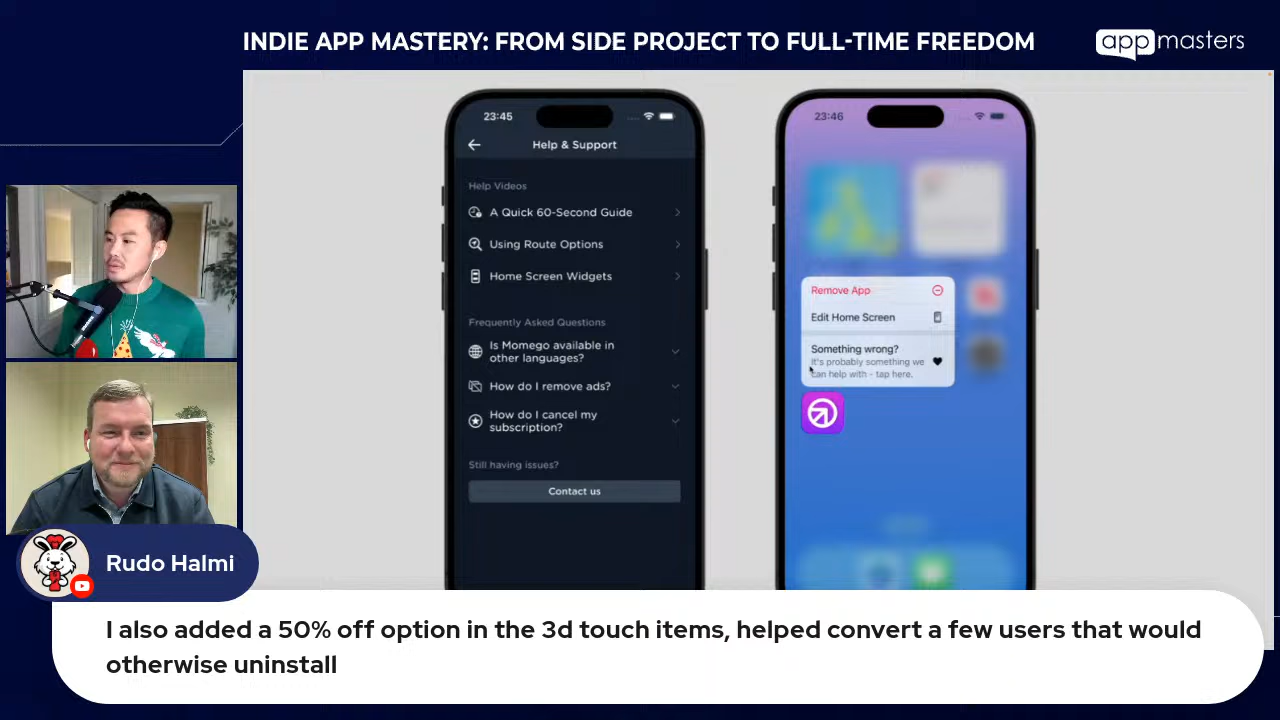 INDIE APP MASTERY: FROM SIDE PROJECT TO FULL-TIME FREEDOM
app masters
23:45
Help & Support
Help Videos
A Quick 60-Second Guide
Using Route Options
Home Screen Widgets
Frequently Asked Questions
Is Momego available in
other languages?
How do I remove ads?
How do I cancel my
subscription?
Still having issues?
Contact us
23:46
Remove App
Edit Home Screen
Something wrong?
It's probably something we
can help with - tap here.
Rudo Halmi
I also added a 50% off option in the 3d touch items, helped convert a few users that would
otherwise uninstall